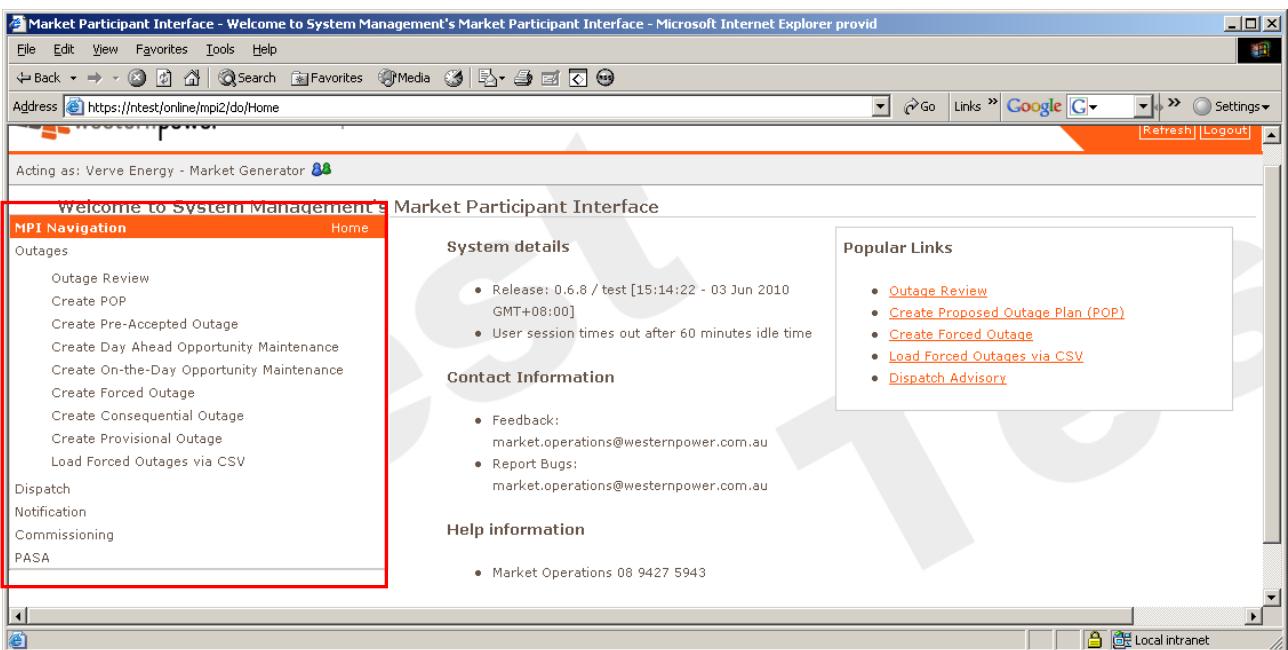 Market Participant Interface - Welcome to System Management's Market Participant Interface - Microsoft Internet Explorer provid
File Edit View Favorites Tools Help
Back Search Favorites Media
Address https://ntest/online/mpi2/do/Home Go Links » Google G » Settings
westernpower Refresh Logout
Acting as: Verve Energy - Market Generator
Welcome to System Management's Market Participant Interface
MPI Navigation Home
Outages
Outage Review
Create POP
Create Pre-Accepted Outage
Create Day Ahead Opportunity Maintenance
Create On-the-Day Opportunity Maintenance
Create Forced Outage
Create Consequential Outage
Create Provisional Outage
Load Forced Outages via CSV
Dispatch
Notification
Commissioning
PASA
System details
Release: 0.6.8 / test [15:14:22 - 03 Jun 2010
GMT+08:00]
User session times out after 60 minutes idle time
Contact Information
Feedback:
market.operations@westernpower.com.au
Report Bugs:
market.operations@westernpower.com.au
Help information
Market Operations 08 9427 5943
Popular Links
Outage Review
Create Proposed Outage Plan (POP)
Create Forced Outage
Load Forced Outages via CSV
Dispatch Advisory
Local intranet